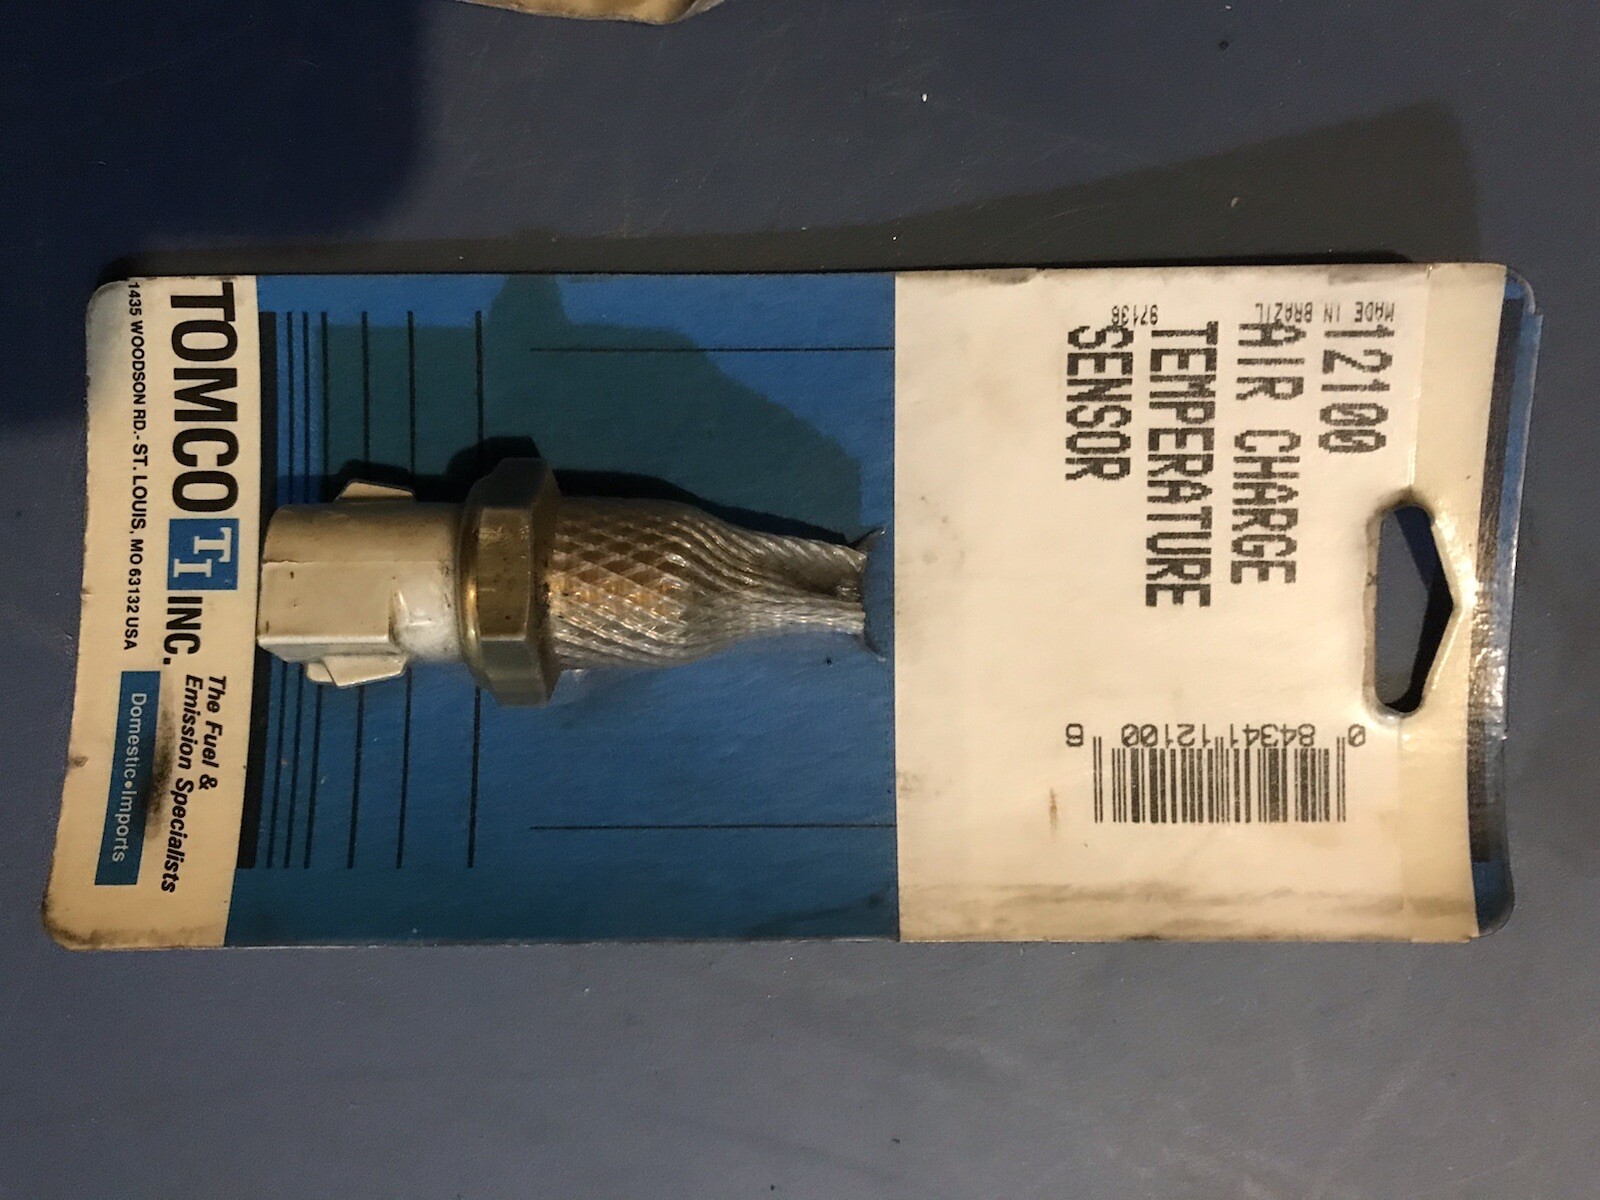 12100
AIR CHARGE
TEMPERATURE
SENSOR
MADE IN BRAZIL
97136
0 84341 12100 6
TOMCO TI INC.
1435 WOODSON RD.- ST. LOUIS, MO 63132 USA
The Fuel &
Emission Specialists
Domestic•Imports